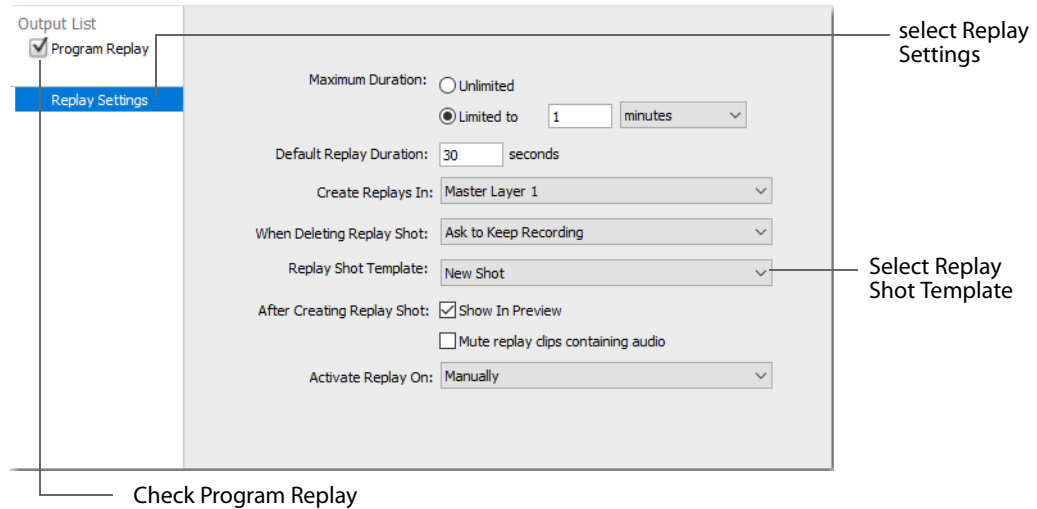 Output List
Program Replay
Replay Settings
Maximum Duration:
Unlimited
Limited to 1 minutes
Default Replay Duration: 30 seconds
Create Replays In: Master Layer 1
When Deleting Replay Shot: Ask to Keep Recording
Replay Shot Template: New Shot
After Creating Replay Shot: Show In Preview
Mute replay clips containing audio
Activate Replay On: Manually
select Replay
Settings
Select Replay
Shot Template
Check Program Replay